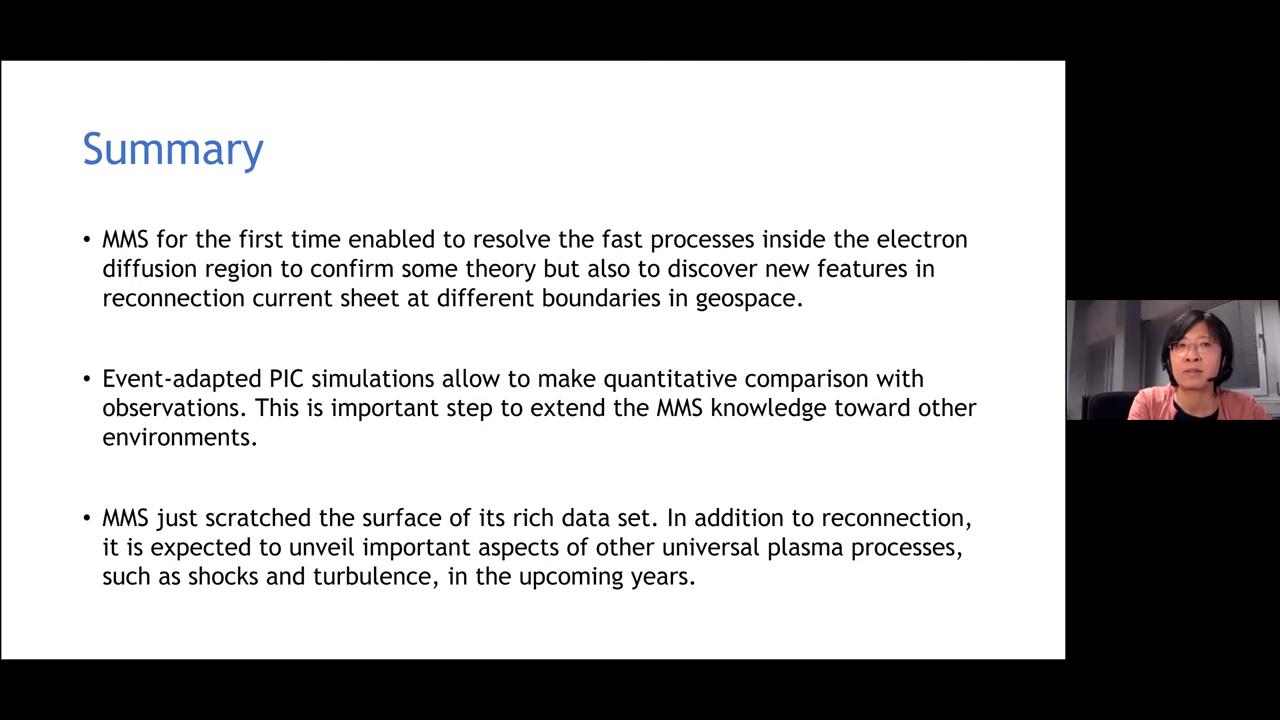 Summary
• MMS for the first time enabled to resolve the fast processes inside the electron
diffusion region to confirm some theory but also to discover new features in
reconnection current sheet at different boundaries in geospace.
• Event-adapted PIC simulations allow to make quantitative comparison with
observations. This is important step to extend the MMS knowledge toward other
environments.
• MMS just scratched the surface of its rich data set. In addition to reconnection,
it is expected to unveil important aspects of other universal plasma processes,
such as shocks and turbulence, in the upcoming years.